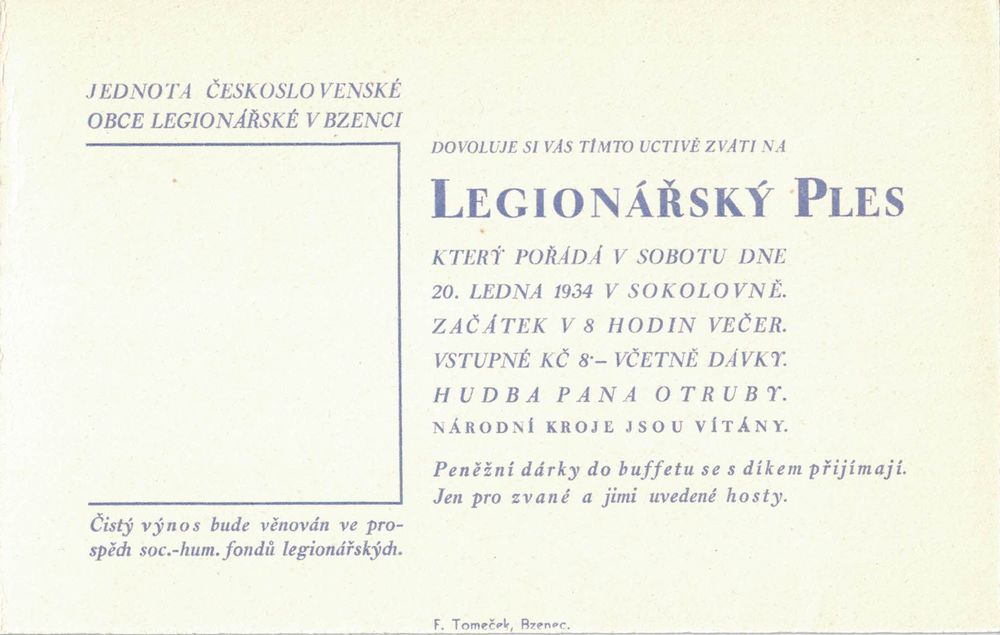 JEDNOTA ČESKOSLOVENSKÉ
OBCE LEGIONÁŘSKÉ V BZENCI
DOVOLUJE SI VÁS TÍMTO UCTIVĚ ZVÁTI NA
LEGIONÁŘSKÝ PLES
KTERÝ POŘÁDÁ V SOBOTU DNE
20. LEDNA 1934 V SOKOLOVNĚ.
ZAČÁTEK V 8 HODIN VEČER.
VSTUPNÉ KČ 8·– VČETNĚ DÁVKY.
HUDBA PANA OTRUBY.
NÁRODNÍ KROJE JSOU VÍTÁNY.
Peněžní dárky do buffetu se s díkem přijímají.
Jen pro zvané a jimi uvedené hosty.
Čistý výnos bude věnován ve pro-
spěch soc.-hum. fondů legionářských.
F. Tomeček, Bzenec.